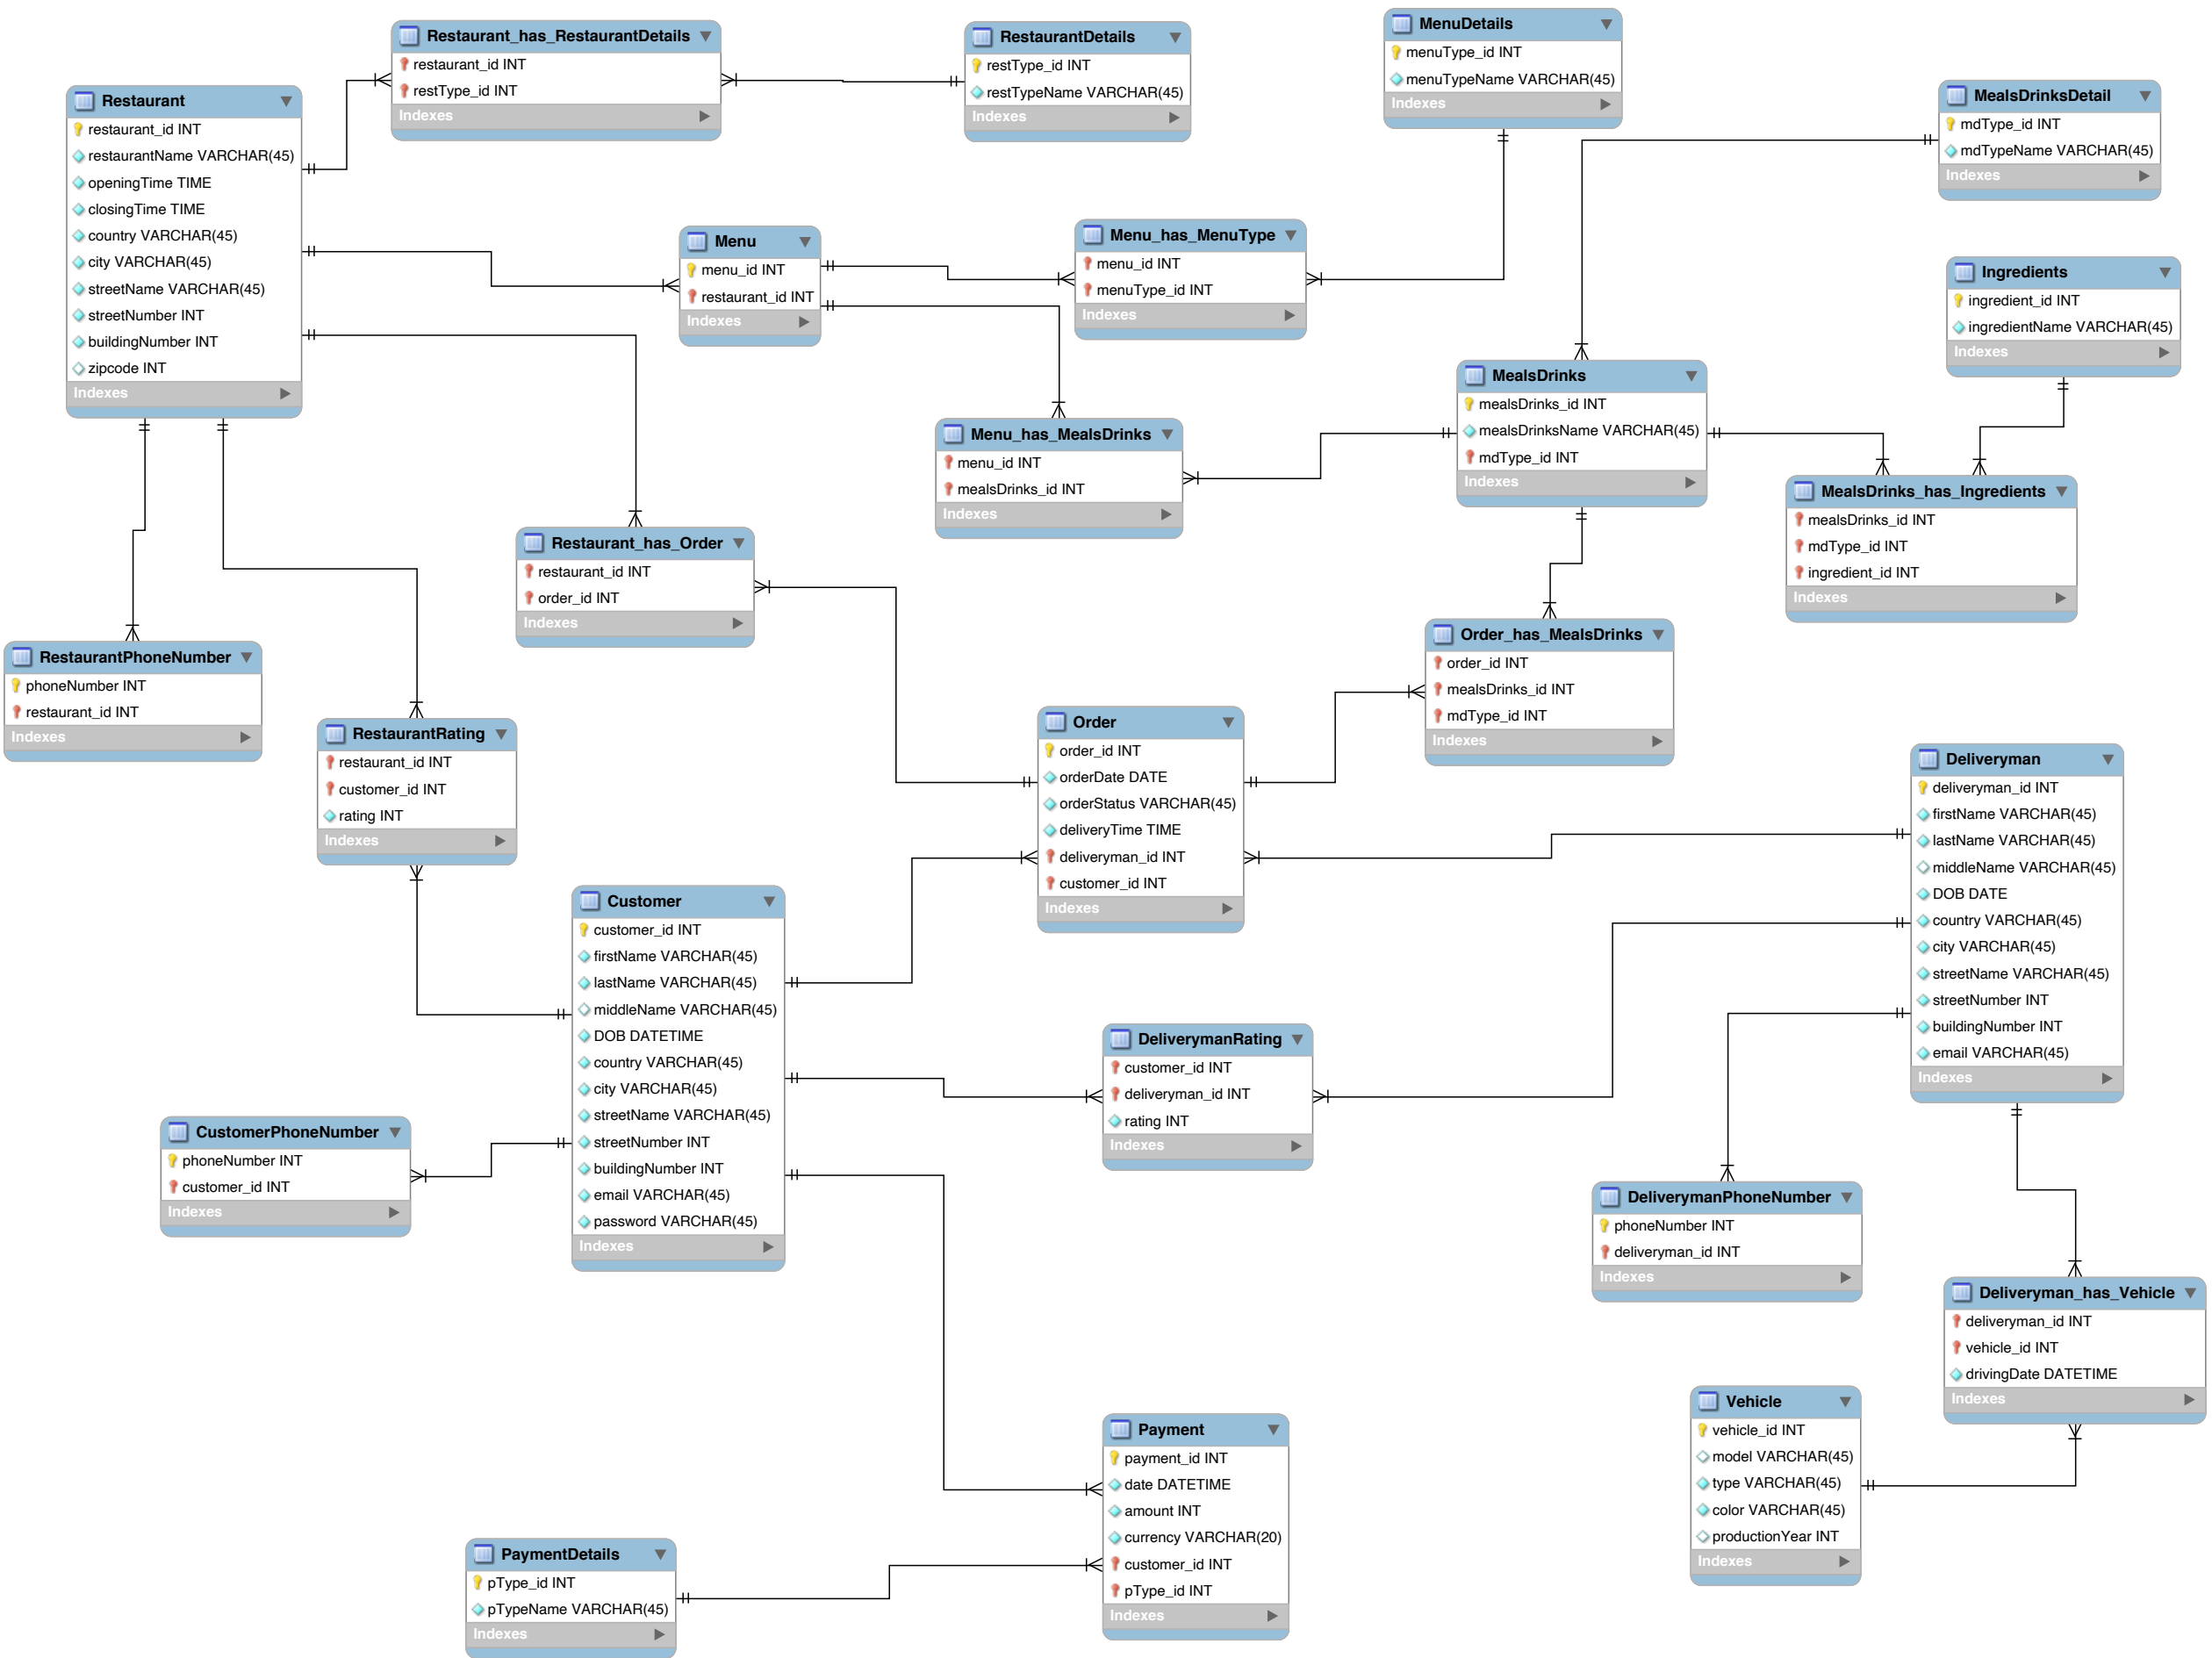 Restaurant_has_RestaurantDetails
restaurant_id INT
restType_id INT
Indexes
RestaurantDetails
restType_id INT
restTypeName VARCHAR(45)
Indexes
MenuDetails
menuType_id INT
menuTypeName VARCHAR(45)
Indexes
MealsDrinksDetail
mdType_id INT
mdTypeName VARCHAR(45)
Indexes
Restaurant
restaurant_id INT
restaurantName VARCHAR(45)
openingTime TIME
closingTime TIME
country VARCHAR(45)
city VARCHAR(45)
streetName VARCHAR(45)
streetNumber INT
buildingNumber INT
zipcode INT
Indexes
Menu
menu_id INT
restaurant_id INT
Indexes
Menu_has_MenuType
menu_id INT
menuType_id INT
Indexes
Ingredients
ingredient_id INT
ingredientName VARCHAR(45)
Indexes
MealsDrinks
mealsDrinks_id INT
mealsDrinksName VARCHAR(45)
mdType_id INT
Indexes
Menu_has_MealsDrinks
menu_id INT
mealsDrinks_id INT
Indexes
MealsDrinks_has_Ingredients
mealsDrinks_id INT
mdType_id INT
ingredient_id INT
Indexes
Restaurant_has_Order
restaurant_id INT
order_id INT
Indexes
Order_has_MealsDrinks
order_id INT
mealsDrinks_id INT
mdType_id INT
Indexes
RestaurantPhoneNumber
phoneNumber INT
restaurant_id INT
Indexes
RestaurantRating
restaurant_id INT
customer_id INT
rating INT
Indexes
Order
order_id INT
orderDate DATE
orderStatus VARCHAR(45)
deliveryTime TIME
deliveryman_id INT
customer_id INT
Indexes
Deliveryman
deliveryman_id INT
firstName VARCHAR(45)
lastName VARCHAR(45)
middleName VARCHAR(45)
DOB DATE
country VARCHAR(45)
city VARCHAR(45)
streetName VARCHAR(45)
streetNumber INT
buildingNumber INT
email VARCHAR(45)
Indexes
Customer
customer_id INT
firstName VARCHAR(45)
lastName VARCHAR(45)
middleName VARCHAR(45)
DOB DATETIME
country VARCHAR(45)
city VARCHAR(45)
streetName VARCHAR(45)
streetNumber INT
buildingNumber INT
email VARCHAR(45)
password VARCHAR(45)
Indexes
DeliverymanRating
customer_id INT
deliveryman_id INT
rating INT
Indexes
CustomerPhoneNumber
phoneNumber INT
customer_id INT
Indexes
DeliverymanPhoneNumber
phoneNumber INT
deliveryman_id INT
Indexes
Deliveryman_has_Vehicle
deliveryman_id INT
vehicle_id INT
drivingDate DATETIME
Indexes
Vehicle
vehicle_id INT
model VARCHAR(45)
type VARCHAR(45)
color VARCHAR(45)
productionYear INT
Indexes
Payment
payment_id INT
date DATETIME
amount INT
currency VARCHAR(20)
customer_id INT
pType_id INT
Indexes
PaymentDetails
pType_id INT
pTypeName VARCHAR(45)
Indexes